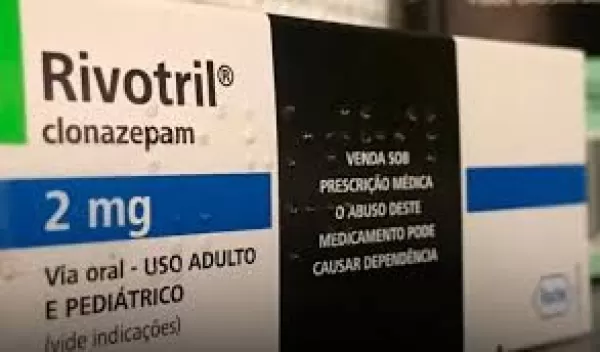 Rivotril®
clonazepam
2 mg
Via oral - USO ADULTO
E PEDIÁTRICO
(vide indicações)
VENDA SOB
PRESCRIÇÃO MÉDICA
O ABUSO DESTE
MEDICAMENTO PODE
CAUSAR DEPENDÊNCIA
Roche